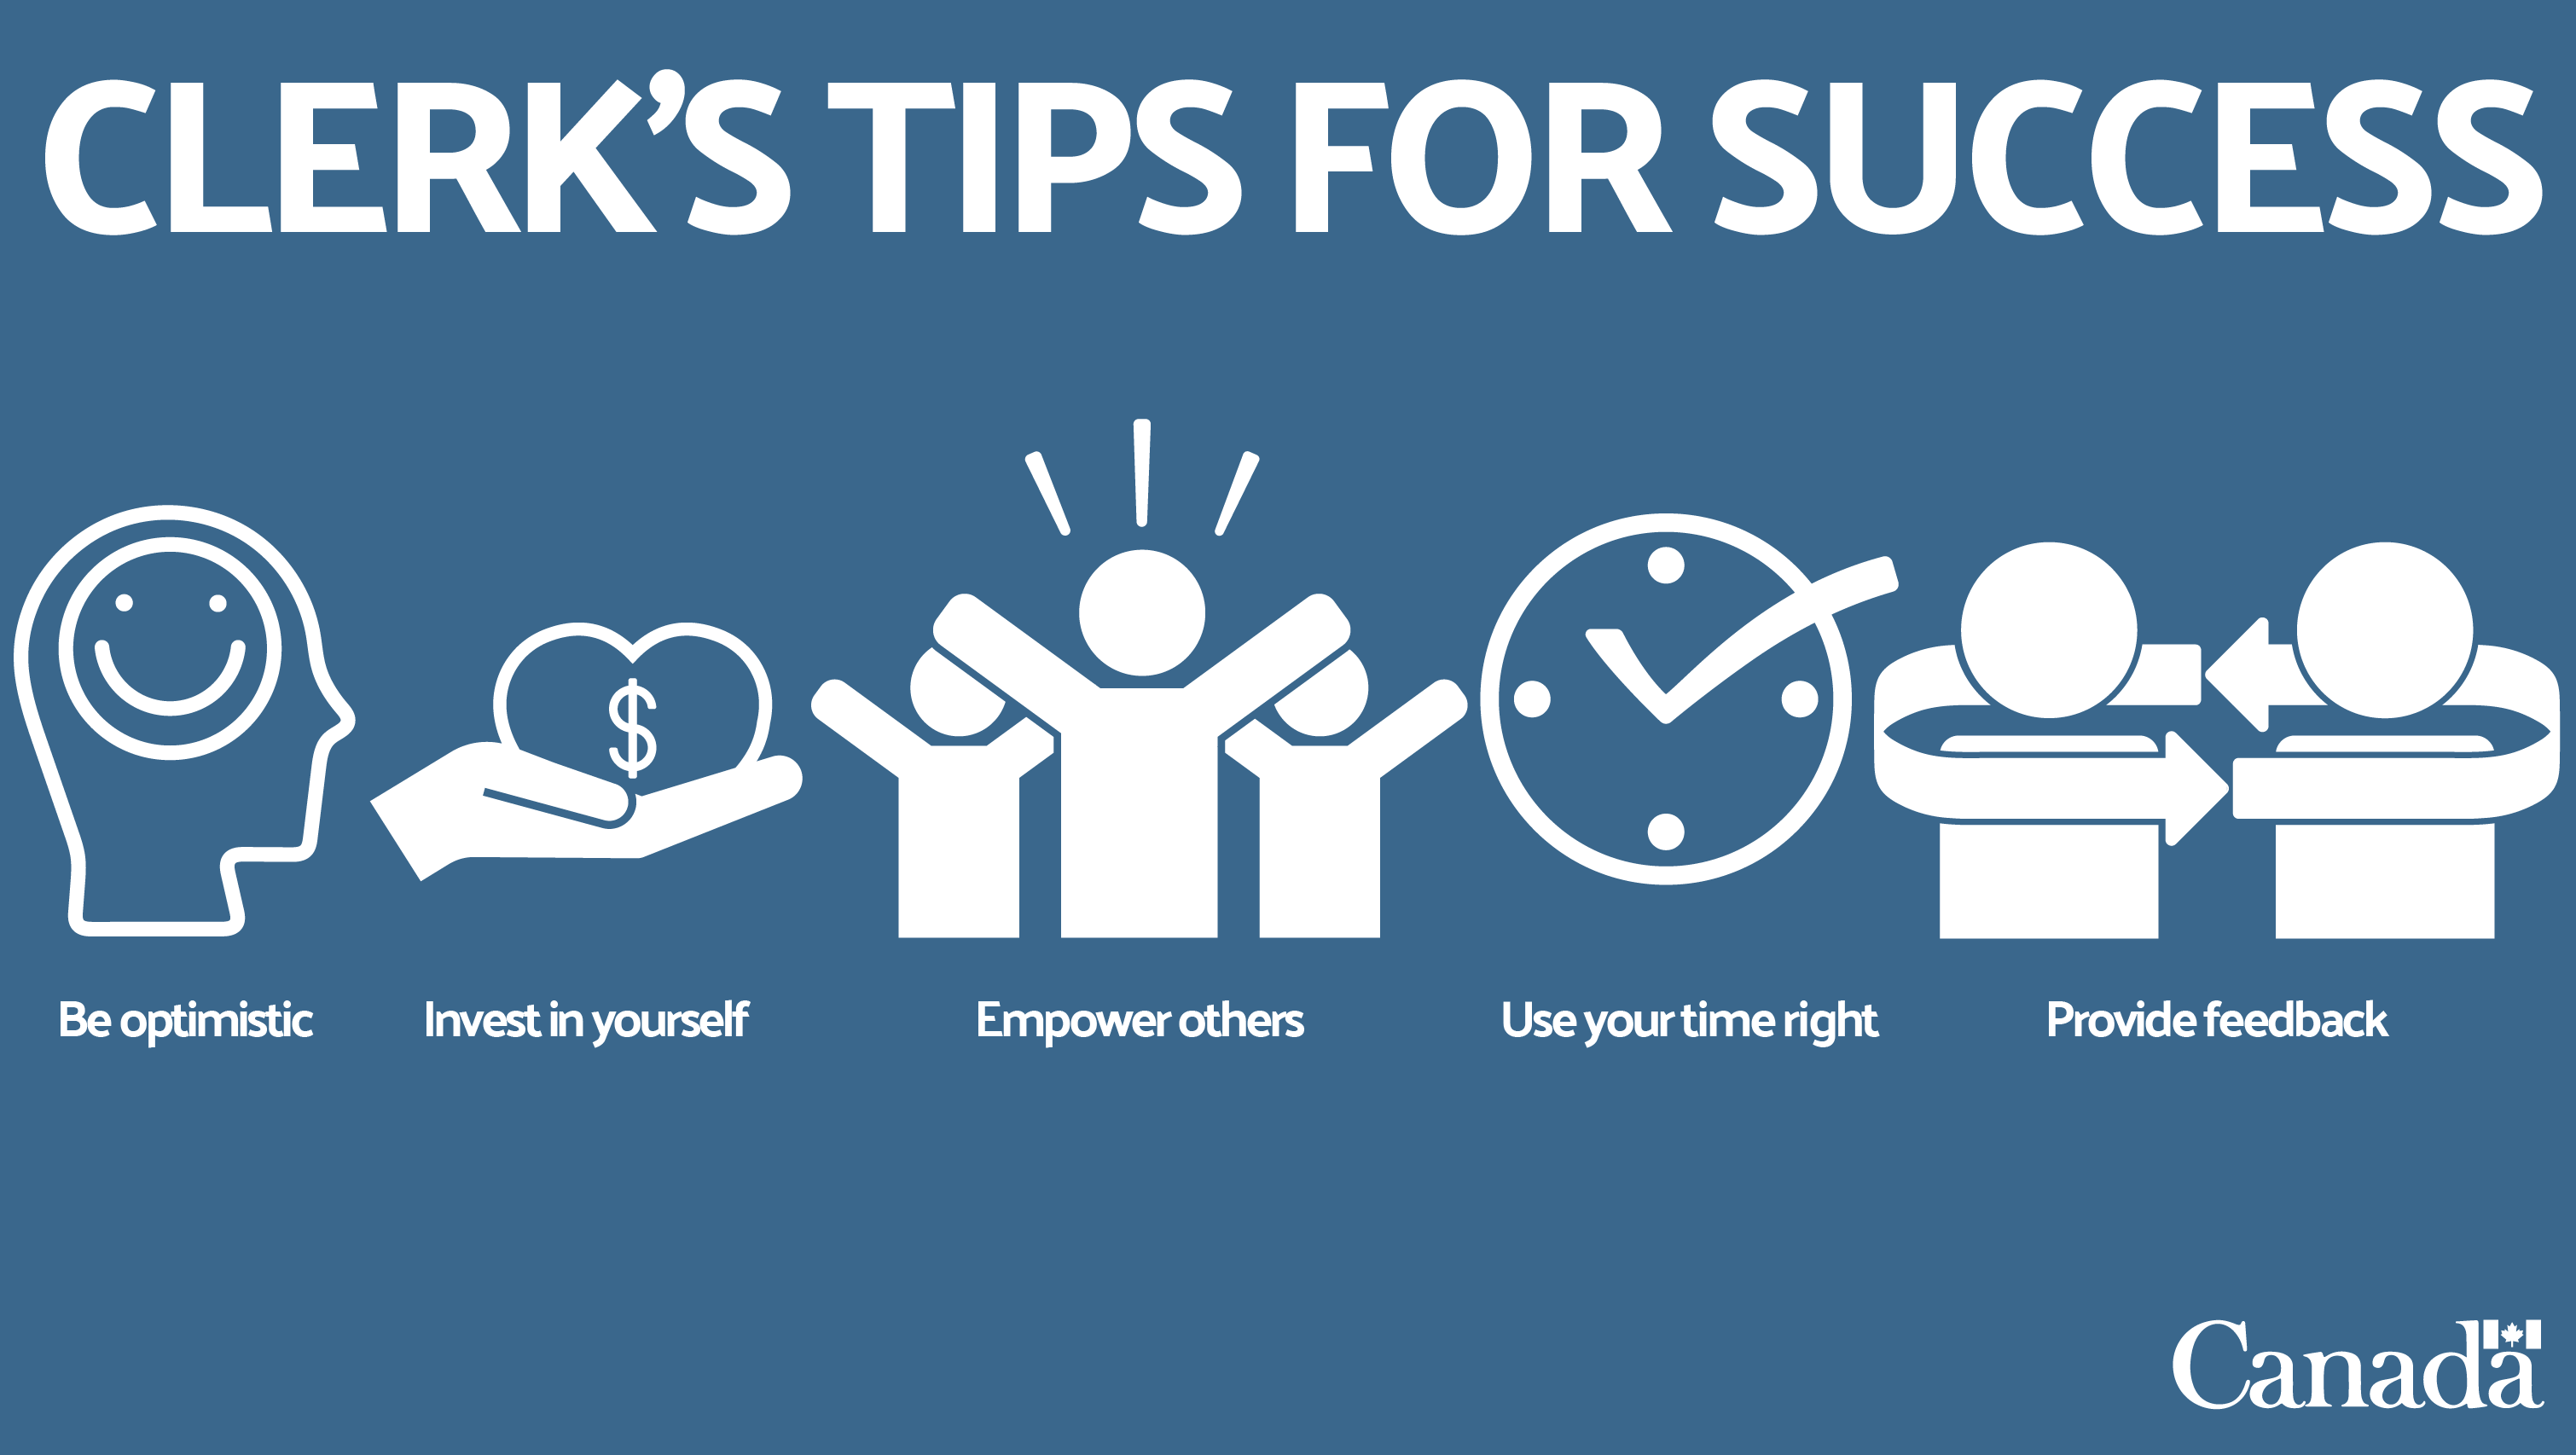 CLERK’S TIPS FOR SUCCESS
$
Be optimistic
Invest in yourself
Empower others
Use your time right
Provide feedback
Canada